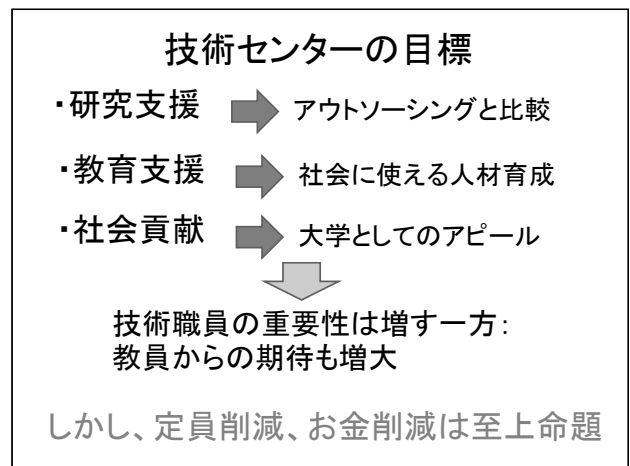 技術センターの目標
・研究支援 アウトソーシングと比較
・教育支援 社会に使える人材育成
・社会貢献 大学としてのアピール
技術職員の重要性は増す一方：
教員からの期待も増大
しかし、定員削減、お金削減は至上命題